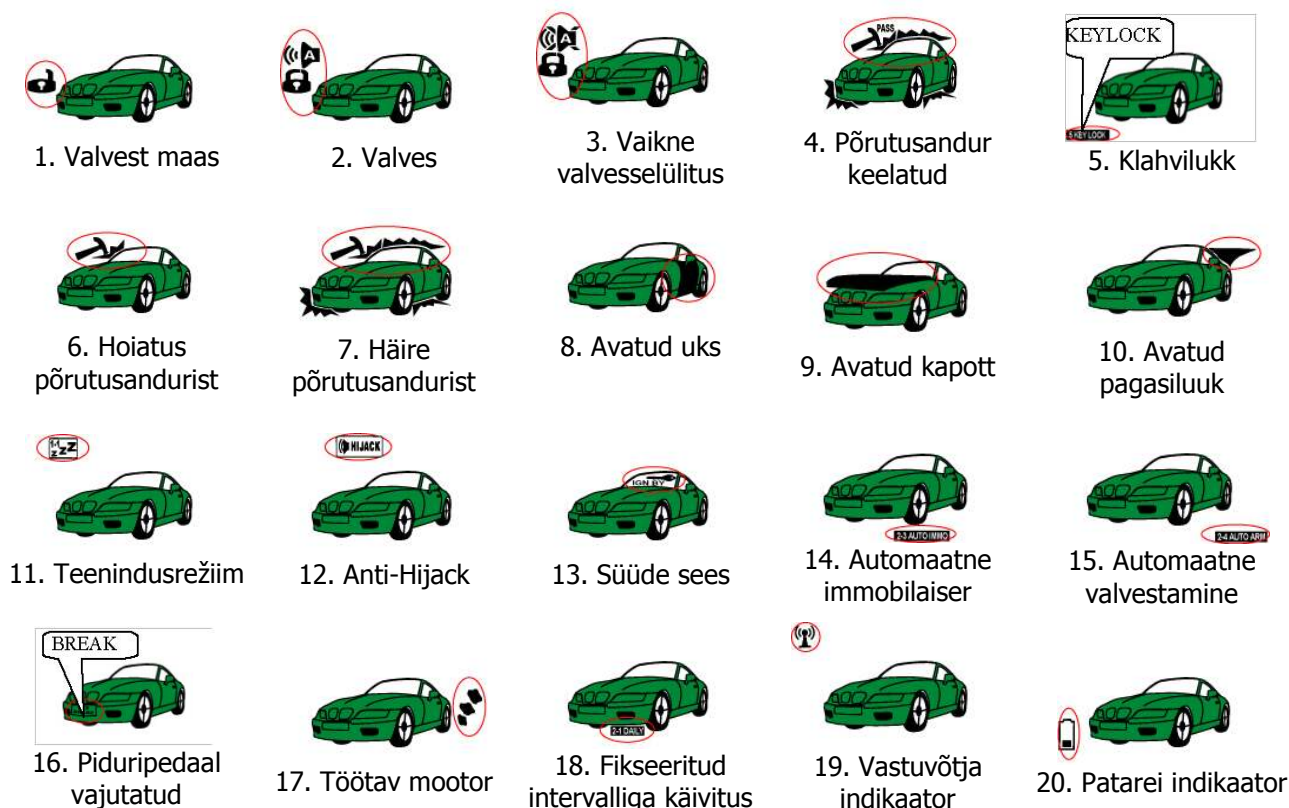 PASS
KEYLOCK
5 KEY LOCK
1. Valvest maas
2. Valves
3. Vaikne
valvesselülitus
4. Põrutusandur
keelatud
5. Klahvilukk
6. Hoiatus
põrutusandurist
7. Häire
põrutusandurist
8. Avatud uks
9. Avatud kapott
10. Avatud
pagasiluuk
1-1
zzZ
HIJACK
IGN BY
2-3 AUTO IMMO
2-4 AUTO ARM
11. Teenindusrežiim
12. Anti-Hijack
13. Süüde sees
14. Automaatne
immobilaiser
15. Automaatne
valvestamine
BREAK
2-1 DAILY
16. Piduripedaal
vajutatud
17. Töötav mootor
18. Fikseeritud
intervalliga käivitus
19. Vastuvõtja
indikaator
20. Patarei indikaator